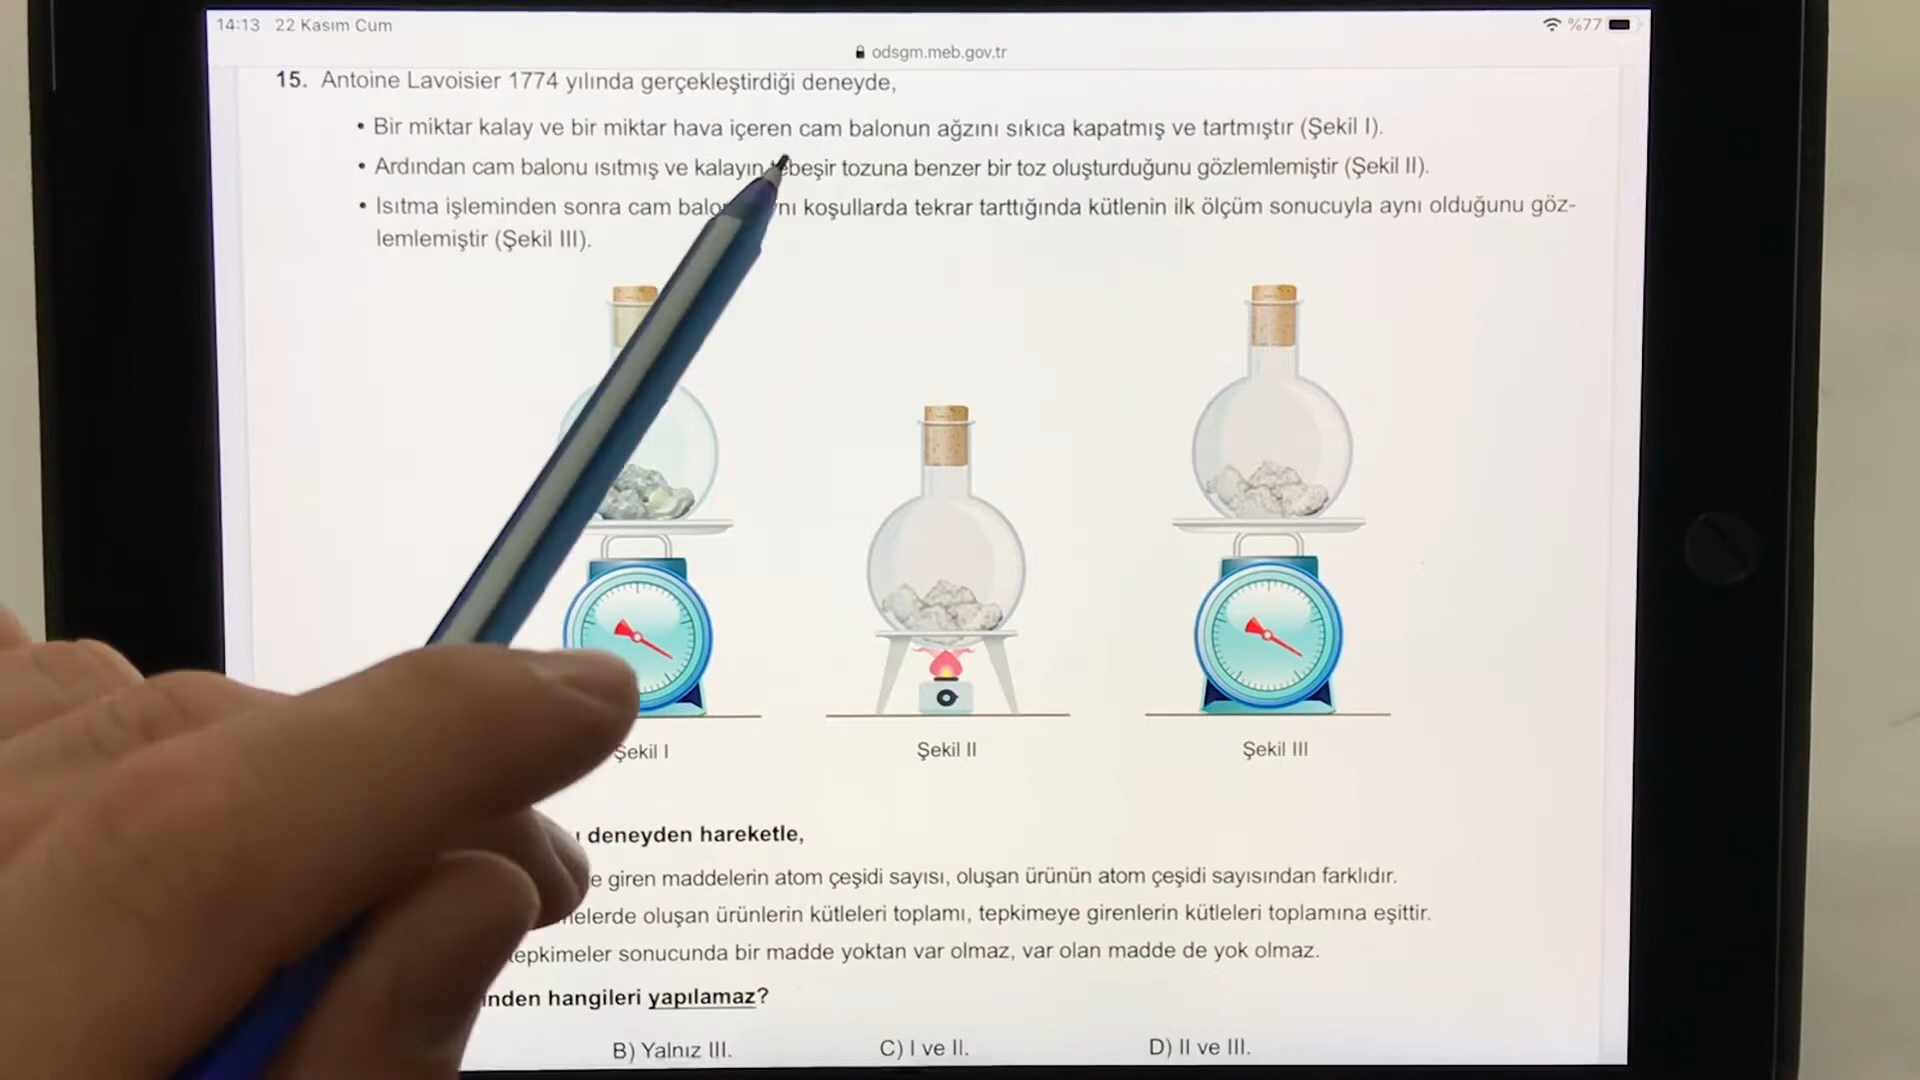 14:13 22 Kasım Cum
%77
odsgm.meb.gov.tr
15. Antoine Lavoisier 1774 yılında gerçekleştirdiği deneyde,
• Bir miktar kalay ve bir miktar hava içeren cam balonun ağzını sıkıca kapatmış ve tartmıştır (Şekil I).
• Ardından cam balonu ısıtmış ve kalayın tebeşir tozuna benzer bir toz oluşturduğunu gözlemlemiştir (Şekil II).
• Isıtma işleminden sonra cam koşullarda tekrar tarttığında kütlenin ilk ölçüm sonucuyla aynı olduğunu göz-
lemlemiştir (Şekil III).
Şekil I
Şekil II
Şekil III
deneyden hareketle,
giren maddelerin atom çeşidi sayısı, oluşan ürünün atom çeşidi sayısından farklıdır.
oluşan ürünlerin kütleleri toplamı, tepkimeye girenlerin kütleleri toplamına eşittir.
tepkimeler sonucunda bir madde yoktan var olmaz, var olan madde de yok olmaz.
hangileri yapılamaz?
B) Yalnız III.
C) I ve II.
D) II ve III.